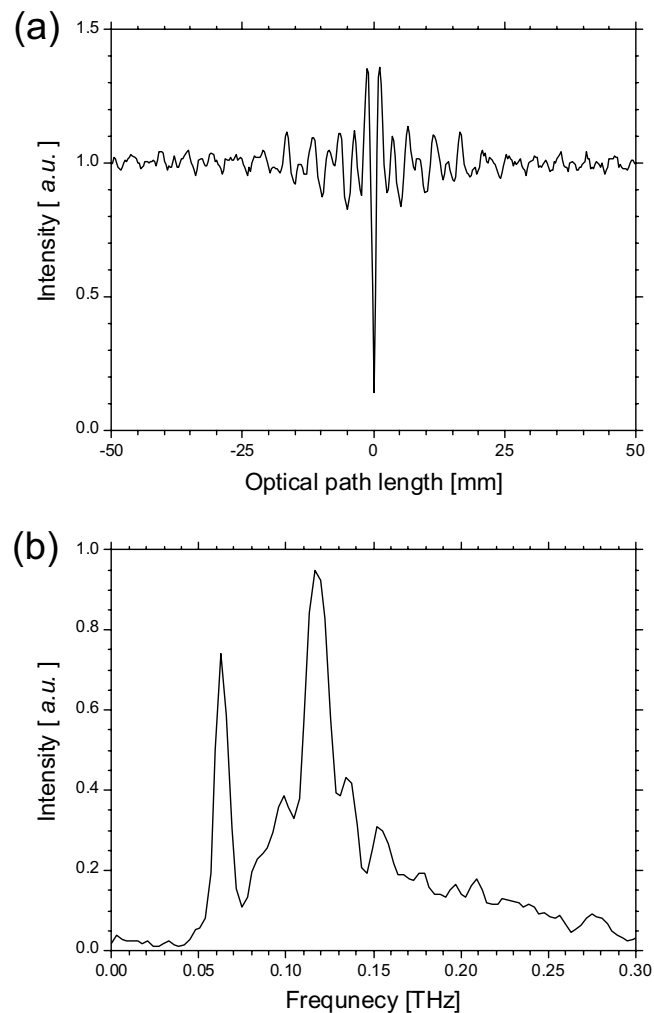 (a)
1.5
1.0
0.5
0.0
Intensity [ a.u. ]
-50 -25 0 25 50
Optical path length [mm]
(b)
1.0
0.8
0.6
0.4
0.2
0.0
Intensity [ a.u. ]
0.00 0.05 0.10 0.15 0.20 0.25 0.30
Frequnecy [THz]